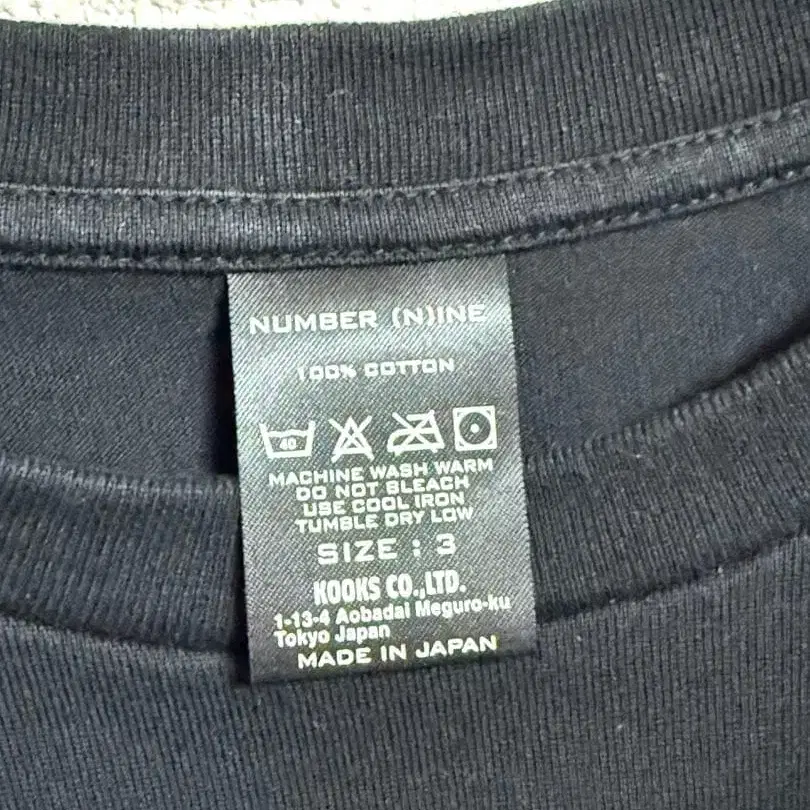 NUMBER (N)INE
100% COTTON
40
MACHINE WASH WARM
DO NOT BLEACH
USE COOL IRON
TUMBLE DRY LOW
SIZE : 3
KOOKS CO.,LTD.
1-13-4 Aobadai Meguro-ku
Tokyo Japan
MADE IN JAPAN